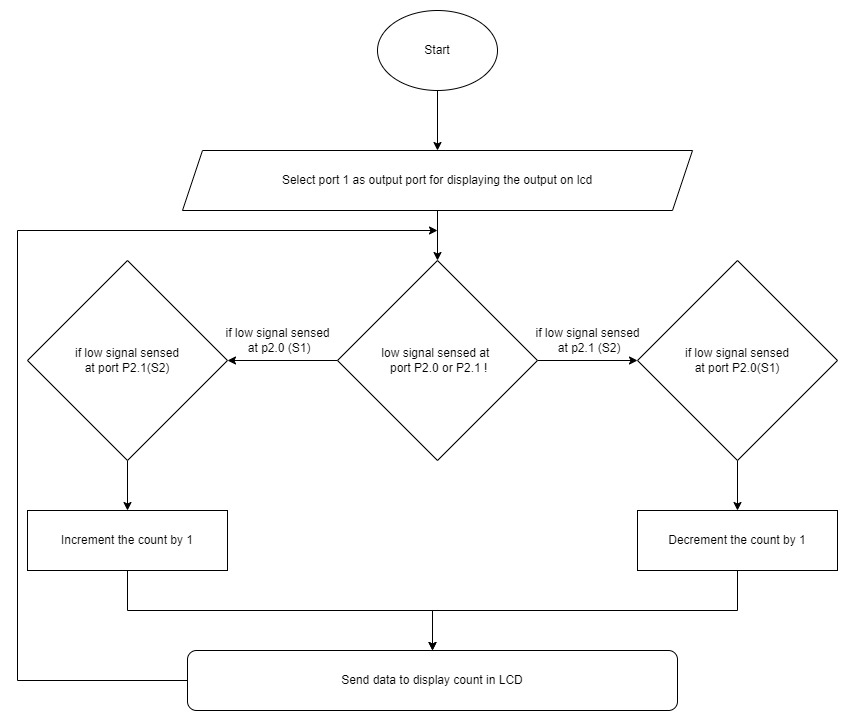 Start
Select port 1 as output port for displaying the output on lcd
if low signal sensed
at port P2.1(S2)
if low signal sensed
at p2.0 (S1)
low signal sensed at
port P2.0 or P2.1 !
if low signal sensed
at p2.1 (S2)
if low signal sensed
at port P2.0(S1)
Increment the count by 1
Decrement the count by 1
Send data to display count in LCD